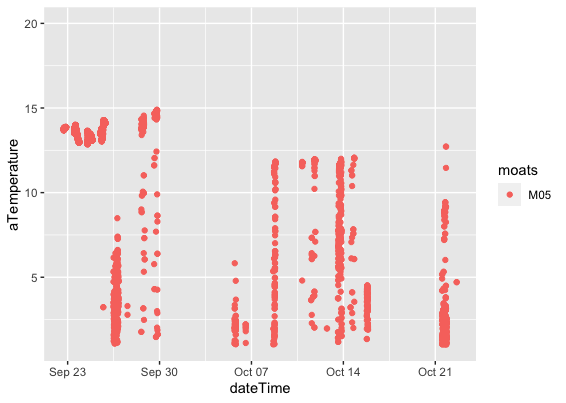 20
15
10
5
aTemperature
Sep 23
Sep 30
Oct 07
Oct 14
Oct 21
dateTime
moats
M05